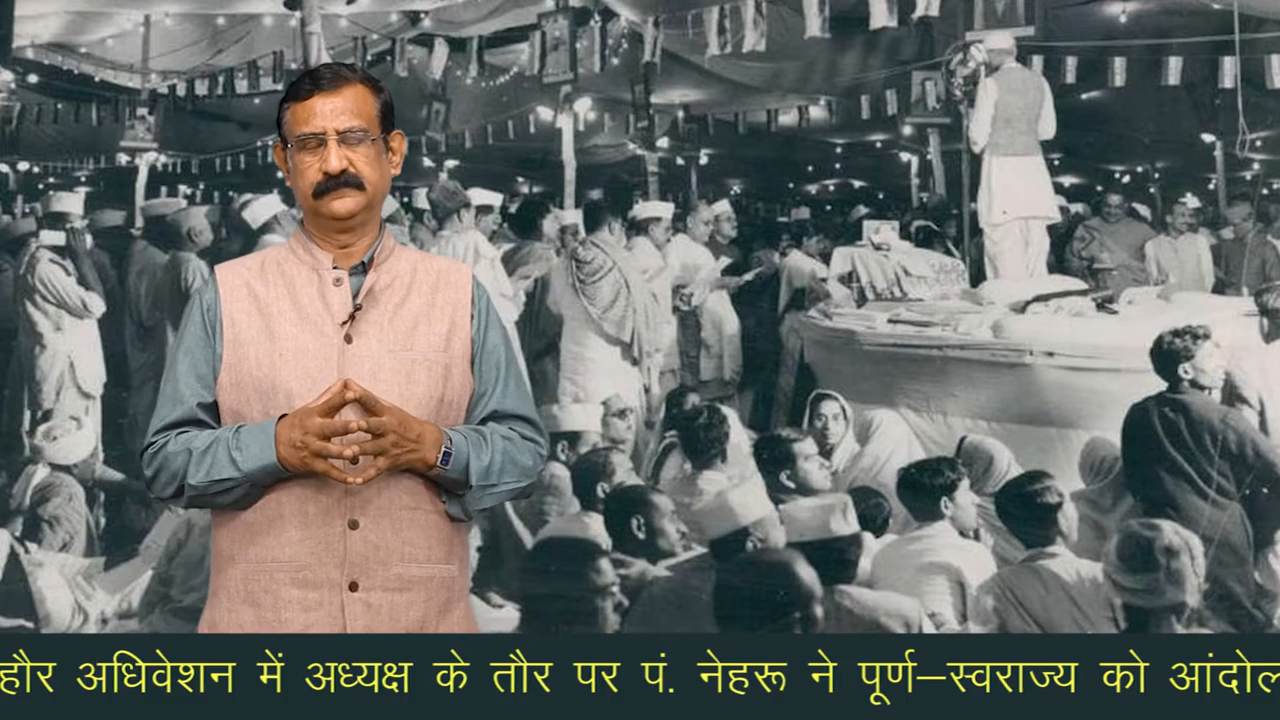 हौर अधिवेशन में अध्यक्ष के तौर पर पं. नेहरू ने पूर्ण–स्वराज्य को आंदोल